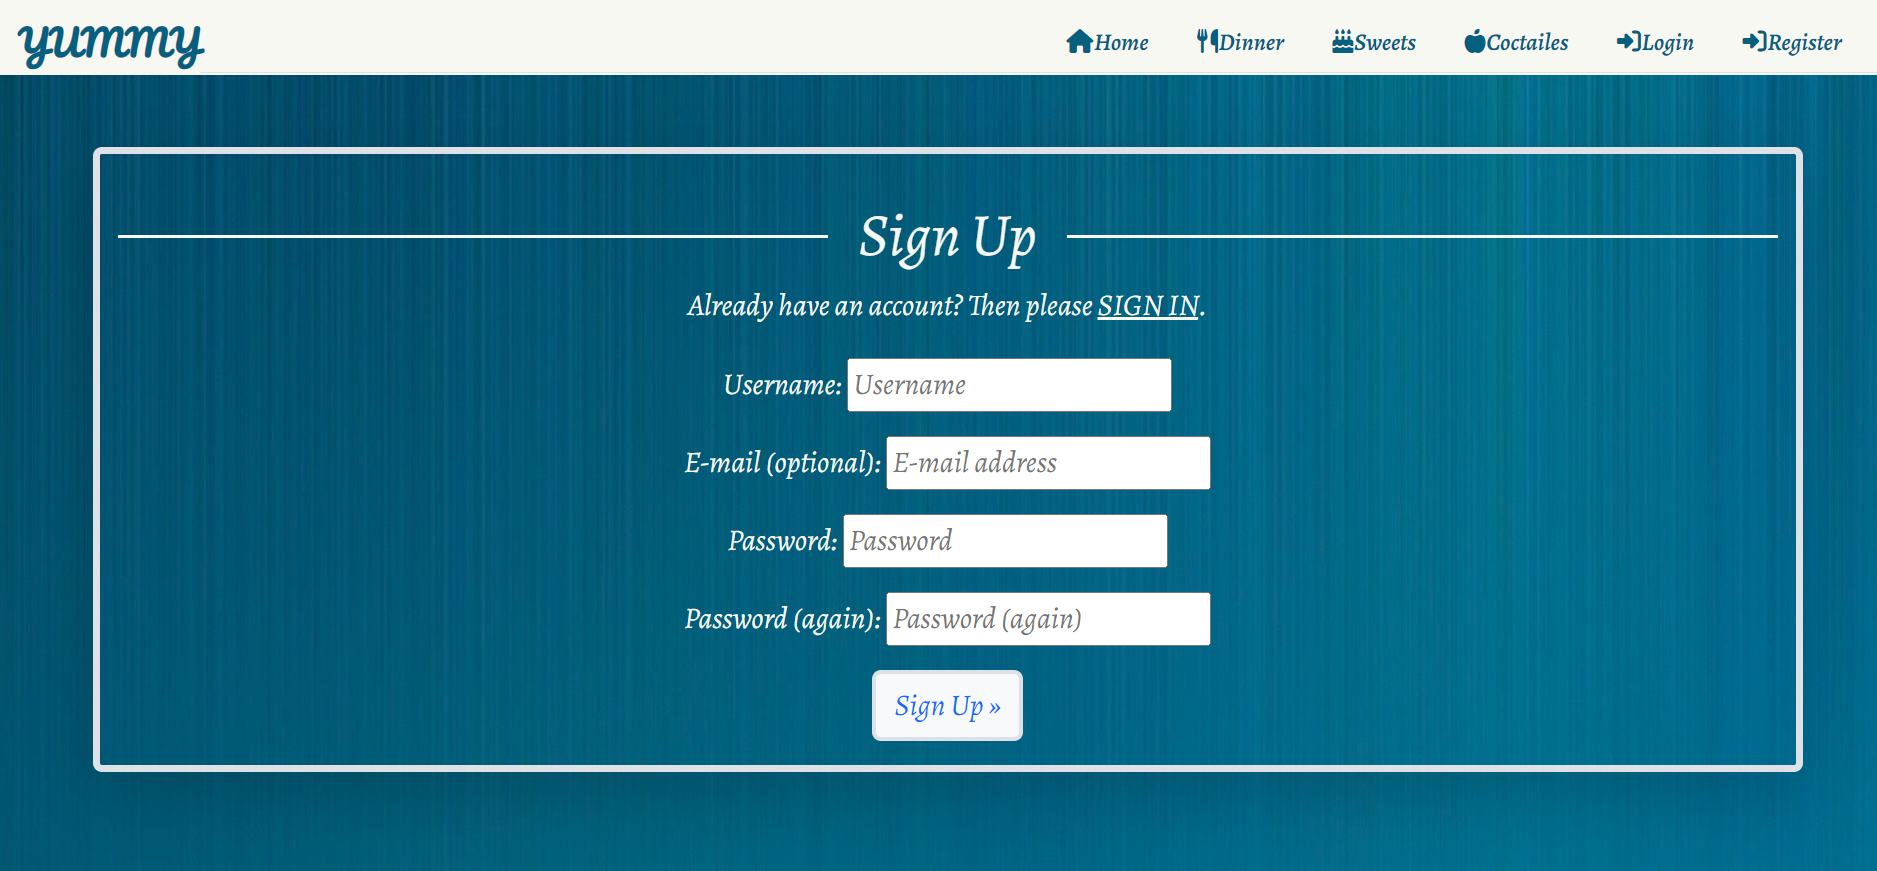 yummy
Home Dinner Sweets Coctailes Login Register
Sign Up
Already have an account? Then please SIGN IN.
Username: Username
E-mail (optional): E-mail address
Password: Password
Password (again): Password (again)
Sign Up »